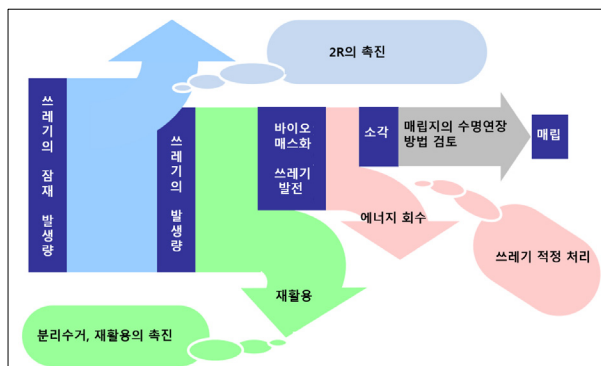 2R의 촉진
쓰레기의 잠재 발생량
쓰레기의 발생량
바이오
매스화
쓰레기
발전
소각
매립지의 수명연장
방법 검토
매립
에너지 회수
쓰레기 적정 처리
재활용
분리수거, 재활용의 촉진